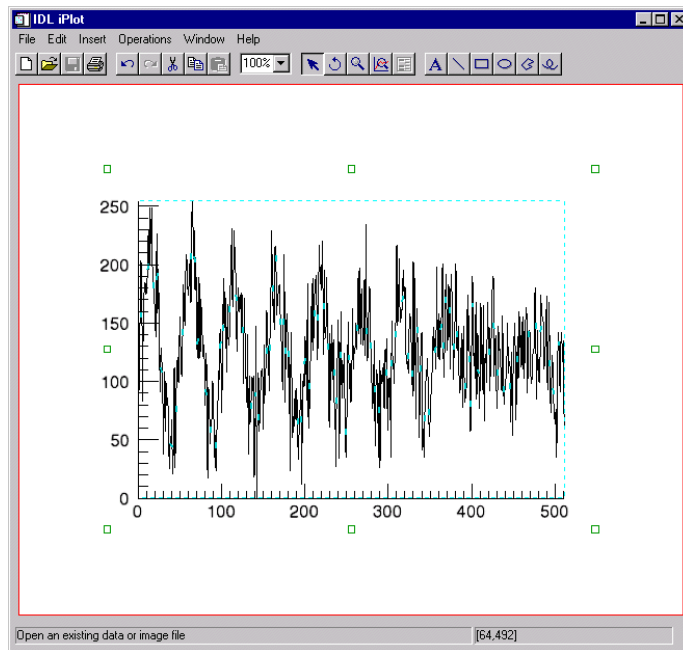 IDL iPlot
File Edit Insert Operations Window Help
100%
A
250
200
150
100
50
0
0 100 200 300 400 500
Open an existing data or image file
[64,492]